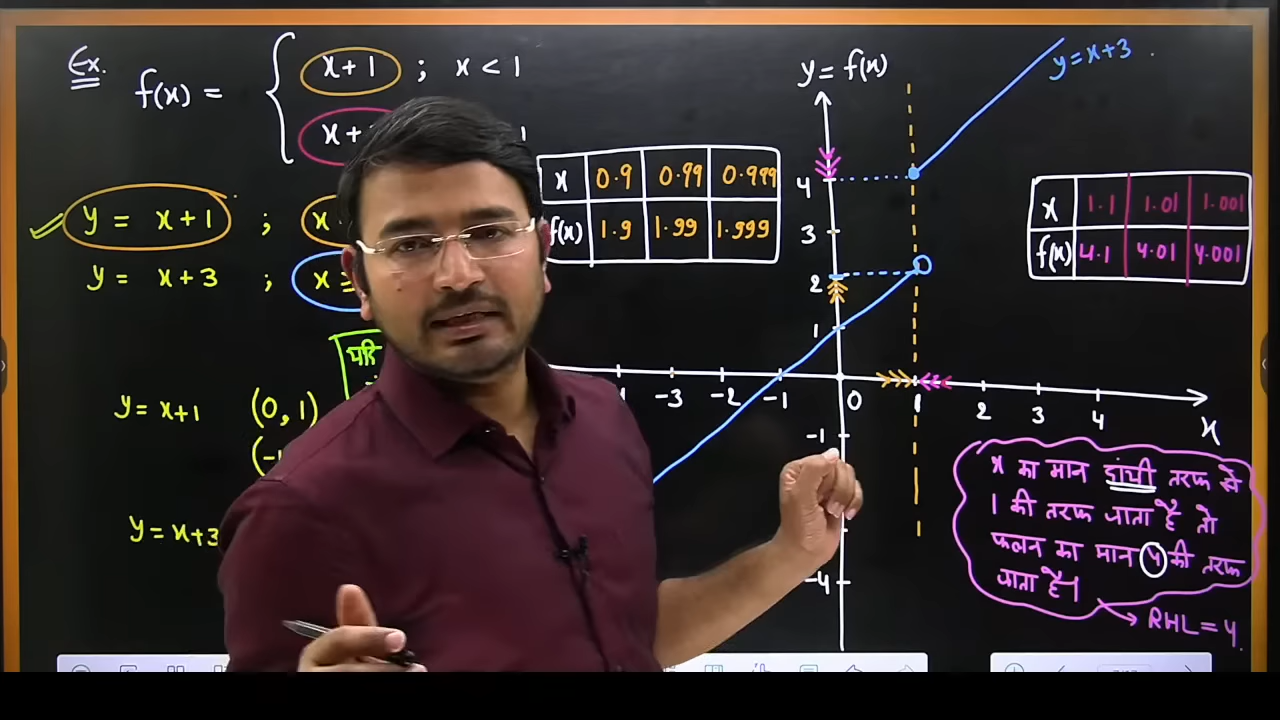 Ex.
f(x) =
x+1 ; x < 1
x+
y = x+1 ; x
y = x+3 ; x ≥
यदि
y = x+1 (0, 1)
(-1
y = x+3
x 0.9 0.99 0.999
f(x) 1.9 1.99 1.999
y = f(x)
y = x+3
4
3
2
1
-3 -2 -1 0 1 2 3 4
x
-1
-4
x 1.1 1.01 1.001
f(x) 4.1 4.01 4.001
x का मान डांयी तरफ से
1 की तरफ जाता है तो
फलन का मान 4 की तरफ
जाता है।
RHL = 4